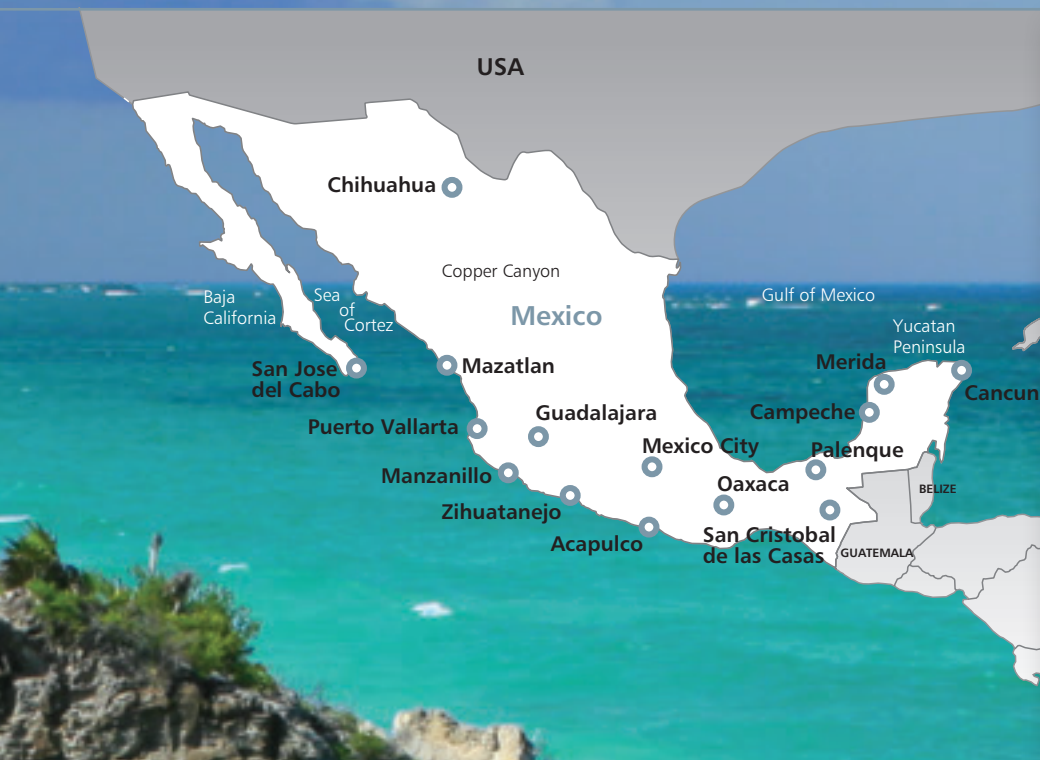 USA
Chihuahua
Copper Canyon
Mexico
Gulf of Mexico
Baja
California
Sea
of
Cortez
Yucatan
Peninsula
San Jose
del Cabo
Mazatlan
Merida
Cancun
Puerto Vallarta
Guadalajara
Campeche
Mexico City
Palenque
Manzanillo
Oaxaca
BELIZE
Zihuatanejo
Acapulco
San Cristobal
de las Casas
GUATEMALA